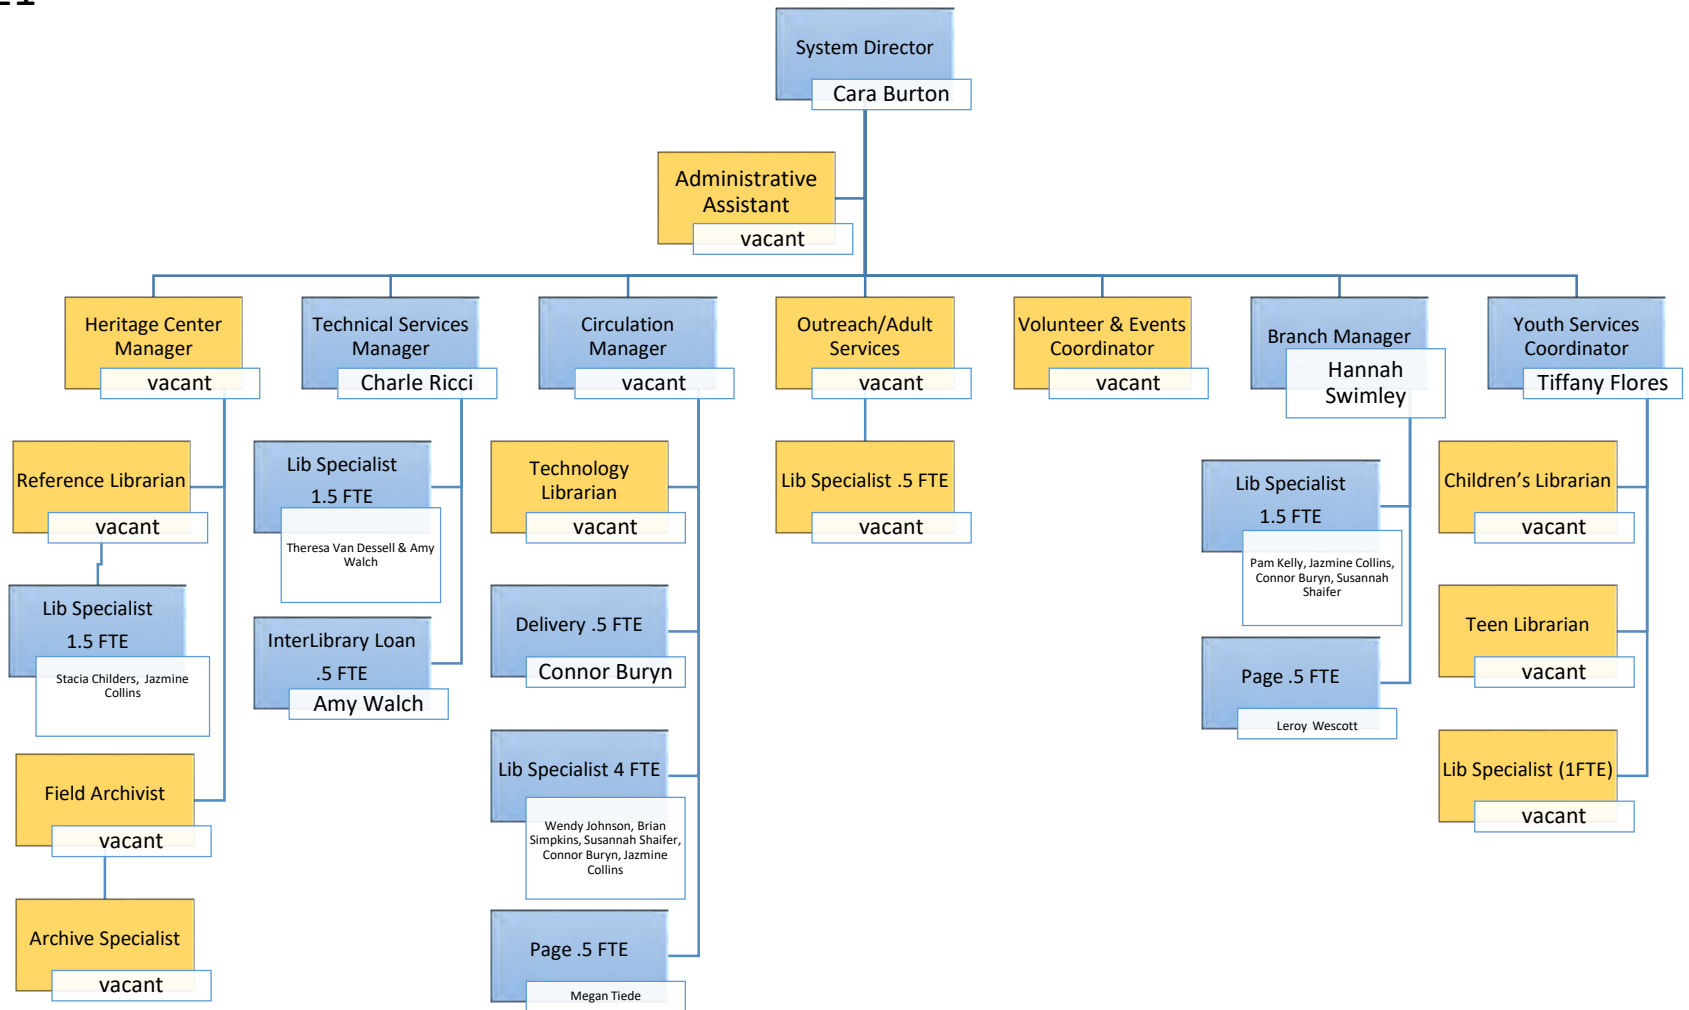 System Director
Cara Burton
Administrative
Assistant
vacant
Heritage Center
Manager
vacant
Technical Services
Manager
Charle Ricci
Circulation
Manager
vacant
Outreach/Adult
Services
vacant
Volunteer & Events
Coordinator
vacant
Branch Manager
Hannah
Swimley
Youth Services
Coordinator
Tiffany Flores
Reference Librarian
vacant
Lib Specialist
1.5 FTE
Stacia Childers, Jazmine
Collins
Field Archivist
vacant
Archive Specialist
vacant
Lib Specialist
1.5 FTE
Theresa Van Dessell & Amy
Walch
InterLibrary Loan
.5 FTE
Amy Walch
Technology
Librarian
vacant
Delivery .5 FTE
Connor Buryn
Lib Specialist 4 FTE
Wendy Johnson, Brian
Simpkins, Susannah Shaifer,
Connor Buryn, Jazmine
Collins
Page .5 FTE
Megan Tiede
Lib Specialist .5 FTE
vacant
Lib Specialist
1.5 FTE
Pam Kelly, Jazmine Collins,
Connor Buryn, Susannah
Shaifer
Page .5 FTE
Leroy Wescott
Children's Librarian
vacant
Teen Librarian
vacant
Lib Specialist (1FTE)
vacant